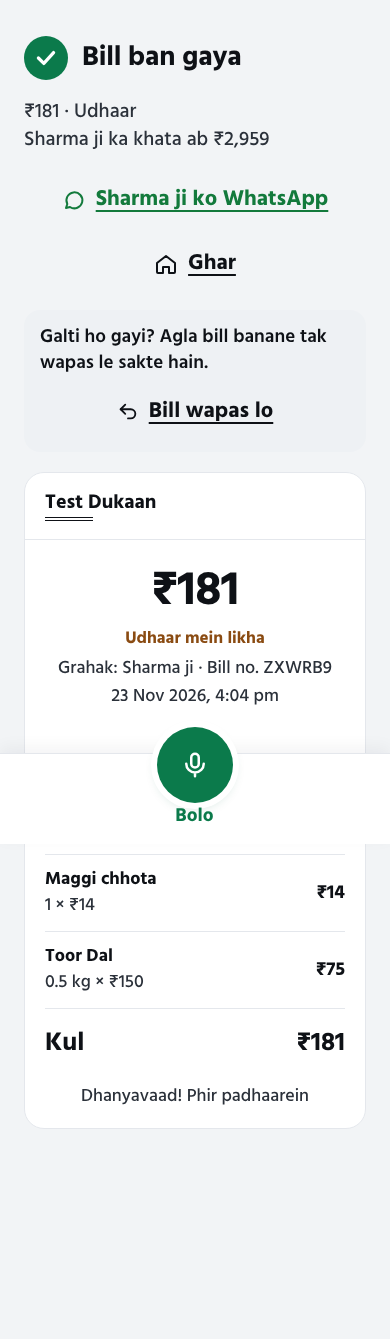 Bill ban gaya
₹181 · Udhaar
Sharma ji ka khata ab ₹2,959
Sharma ji ko WhatsApp
Ghar
Galti ho gayi? Agla bill banane tak
wapas le sakte hain.
Bill wapas lo
Test Dukaan
₹181
Udhaar mein likha
Grahak: Sharma ji · Bill no. ZXWRB9
23 Nov 2026, 4:04 pm
Bolo
Maggi chhota
1 × ₹14
₹14
Toor Dal
0.5 kg × ₹150
₹75
Kul
₹181
Dhanyavaad! Phir padhaarein